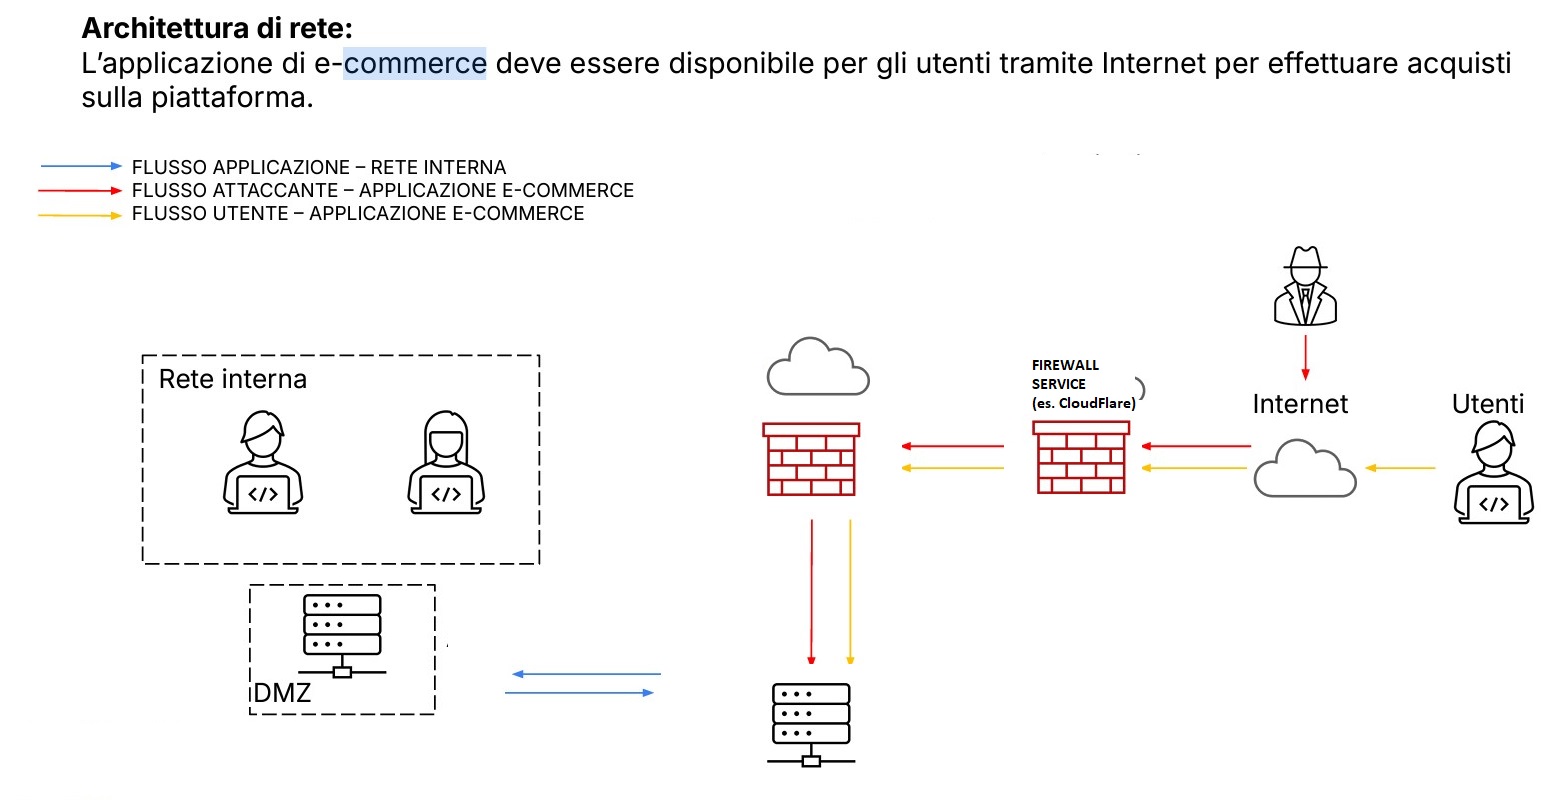 Architettura di rete:
L’applicazione di e-commerce deve essere disponibile per gli utenti tramite Internet per effettuare acquisti
sulla piattaforma.
FLUSSO APPLICAZIONE – RETE INTERNA
FLUSSO ATTACCANTE – APPLICAZIONE E-COMMERCE
FLUSSO UTENTE – APPLICAZIONE E-COMMERCE
Rete interna
</>
</>
FIREWALL
SERVICE
(es. CloudFlare)
Internet
Utenti
</>
DMZ